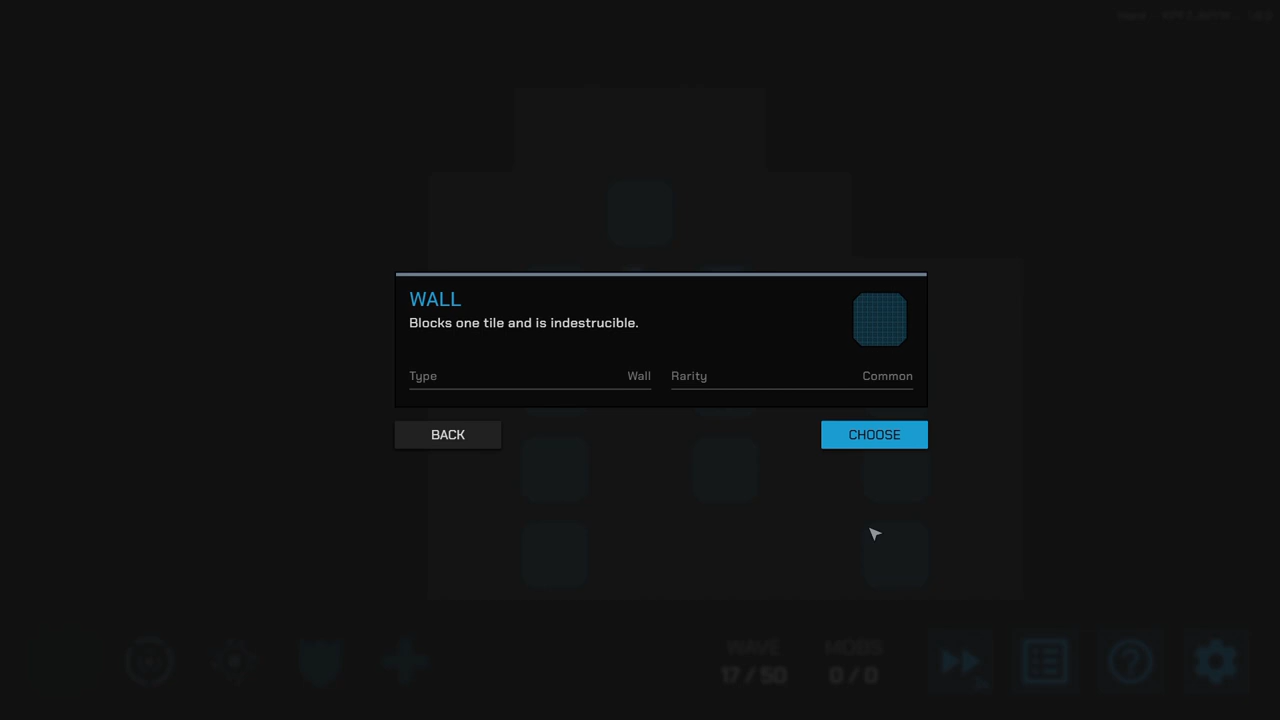 WALL
Blocks one tile and is indestrucible.
Type Wall Rarity Common
BACK CHOOSE
WAVE MOBS
17 / 50 0 / 0